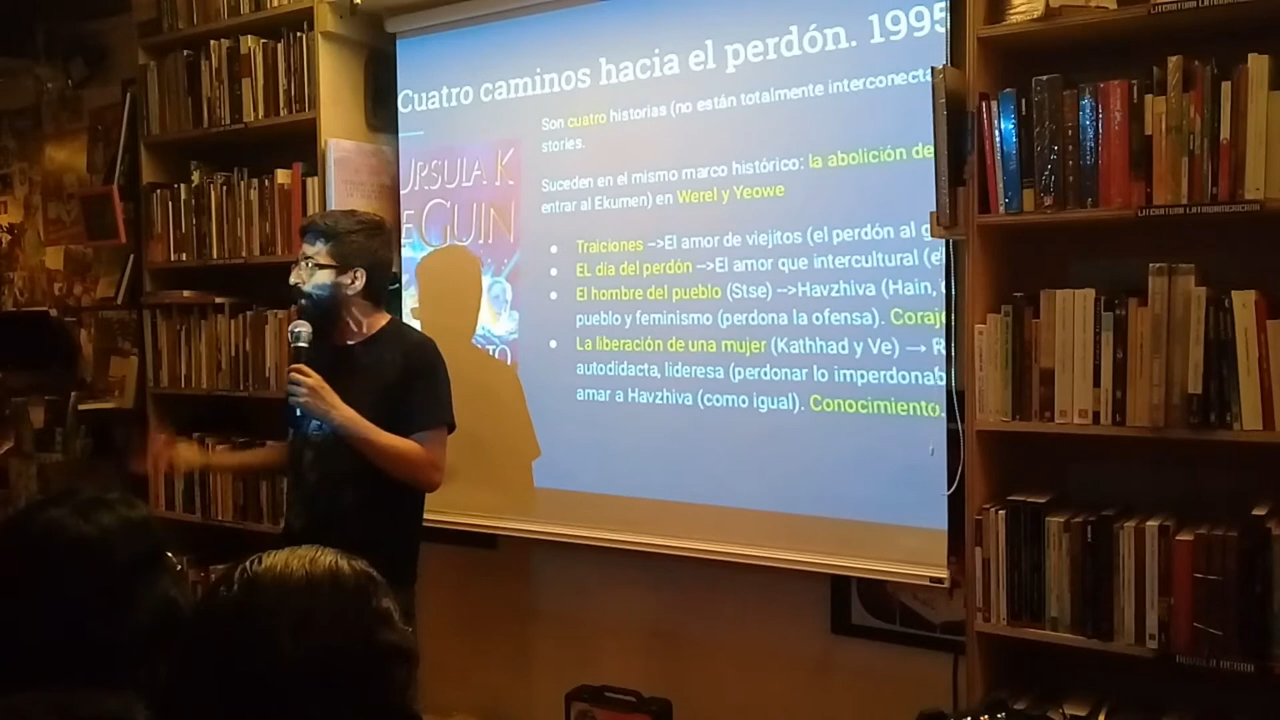 Cuatro caminos hacia el perdón. 1995
Son cuatro historias (no están totalmente interconecta
stories.
Suceden en el mismo marco histórico: la abolición de
entrar al Ekumen) en Werel y Yeowe
Traiciones –>El amor de viejitos (el perdón al g
EL día del perdón –>El amor que intercultural (e
El hombre del pueblo (Stse) –>Havzhiva (Hain,
pueblo y feminismo (perdona la ofensa). Coraje
La liberación de una mujer (Kathhad y Ve) → R
autodidacta, lideresa (perdonar lo imperdonab
amar a Havzhiva (como igual). Conocimiento.
URSULA K
E GUIN
TO
LITERATURA LATINOAMERICANA
LITERATURA LATINOAMERICANA